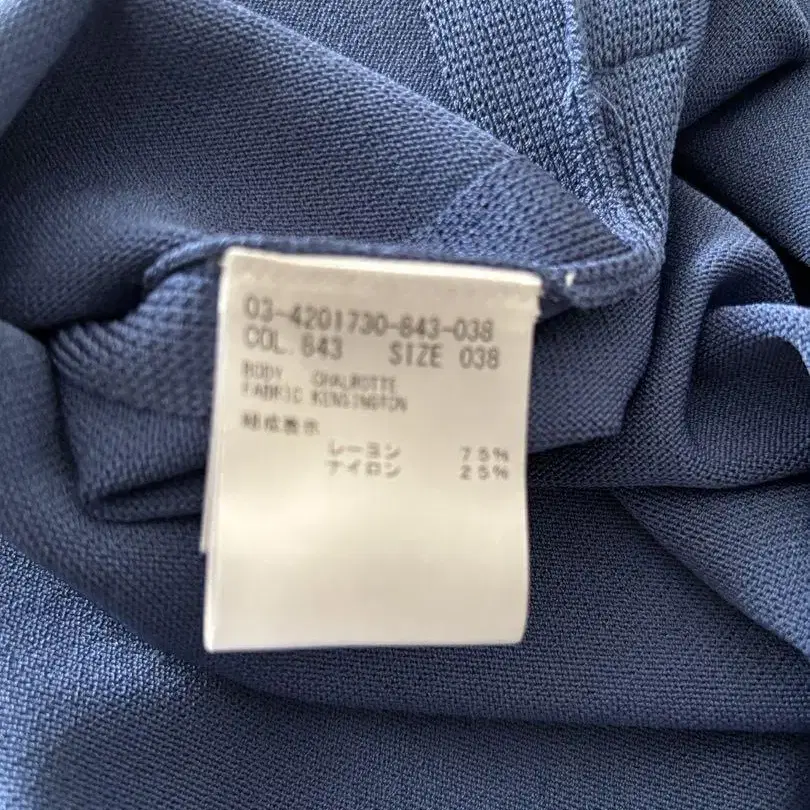 03-4201730-843-038
COL.843 SIZE 038
BODY CHALROTTE
FABRIC KENSINGTON
組成表示
レーヨン 75%
ナイロン 25%